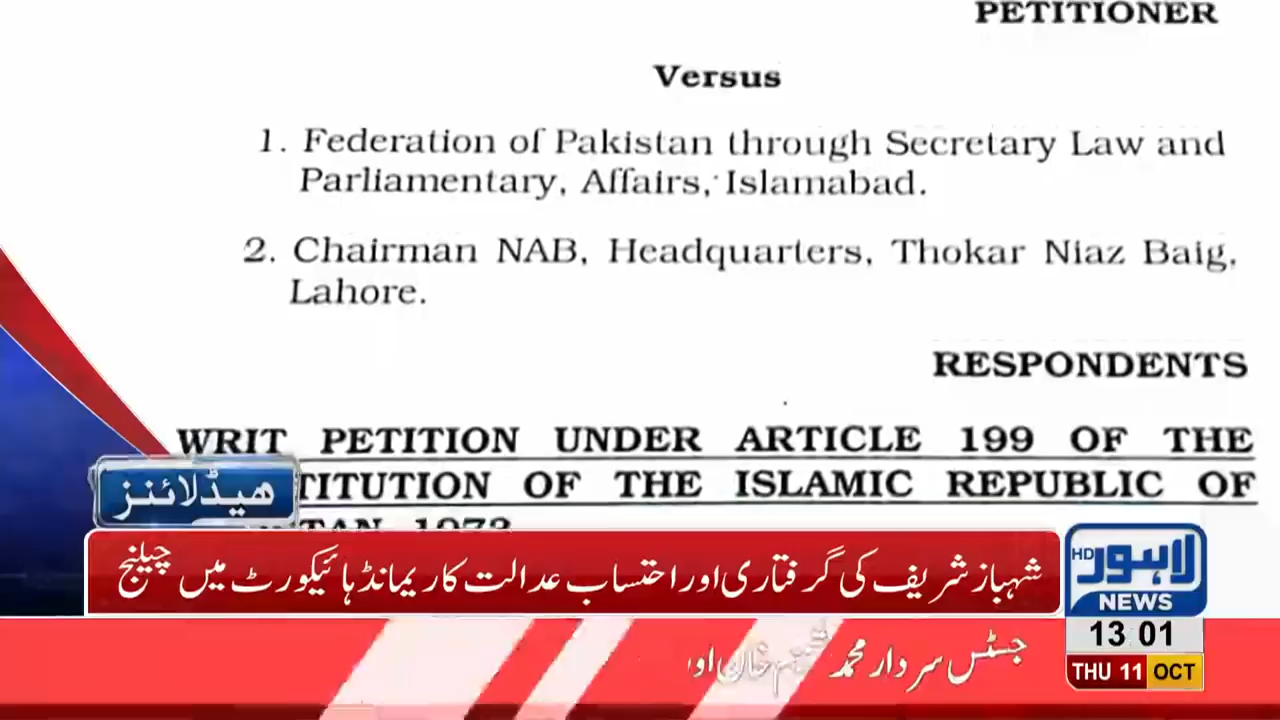 PETITIONER
Versus
1. Federation of Pakistan through Secretary Law and
Parliamentary, Affairs, Islamabad.
2. Chairman NAB, Headquarters, Thokar Niaz Baig,
Lahore.
RESPONDENTS
WRIT PETITION UNDER ARTICLE 199 OF THE
TITUTION OF THE ISLAMIC REPUBLIC OF
TAN 1973
ھیڈلائنز
شہباز شریف کی گرفتاری اور احتساب عدالت کا ریمانڈ ہائیکورٹ میں چیلنج
جسٹس سردار محمد
لاہور HD
NEWS
13 01
THU 11 OCT